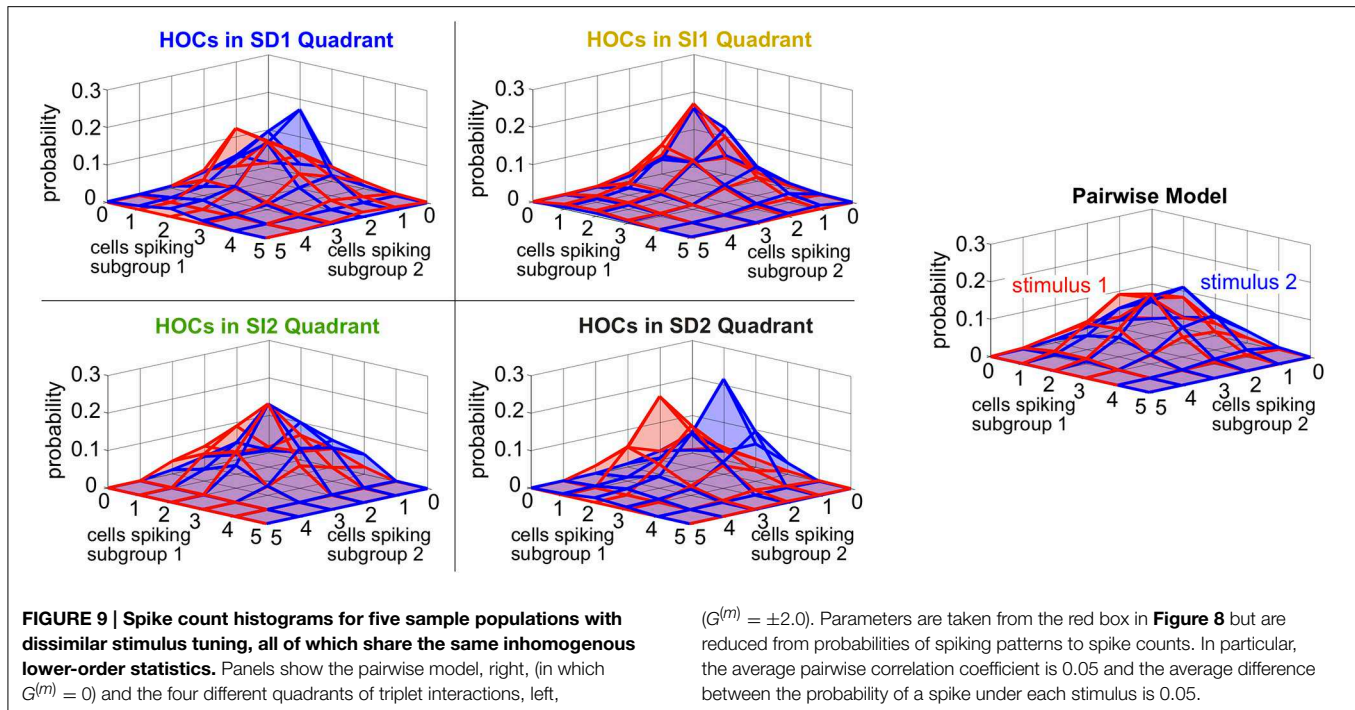 HOCs in SD1 Quadrant
0.3
0.2
0.1
0
probability
0
1
2
3
4
5
cells spiking
subgroup 1
5
4
3
2
1
0
cells spiking
subgroup 2
HOCs in SI1 Quadrant
0.3
0.2
0.1
0
probability
0
1
2
3
4
5
cells spiking
subgroup 1
5
4
3
2
1
0
cells spiking
subgroup 2
HOCs in SI2 Quadrant
0.3
0.2
0.1
0
probability
0
1
2
3
4
5
cells spiking
subgroup 1
5
4
3
2
1
0
cells spiking
subgroup 2
HOCs in SD2 Quadrant
0.3
0.2
0.1
0
probability
0
1
2
3
4
5
cells spiking
subgroup 1
5
4
3
2
1
0
cells spiking
subgroup 2
Pairwise Model
0.3
0.2
0.1
0
probability
stimulus 1
stimulus 2
0
1
2
3
4
5
cells spiking
subgroup 1
5
4
3
2
1
0
cells spiking
subgroup 2
FIGURE 9 | Spike count histograms for five sample populations with
dissimilar stimulus tuning, all of which share the same inhomogenous
lower-order statistics. Panels show the pairwise model, right, (in which
G(m) = 0) and the four different quadrants of triplet interactions, left,
(G(m) = ±2.0). Parameters are taken from the red box in Figure 8 but are
reduced from probabilities of spiking patterns to spike counts. In particular,
the average pairwise correlation coefficient is 0.05 and the average difference
between the probability of a spike under each stimulus is 0.05.